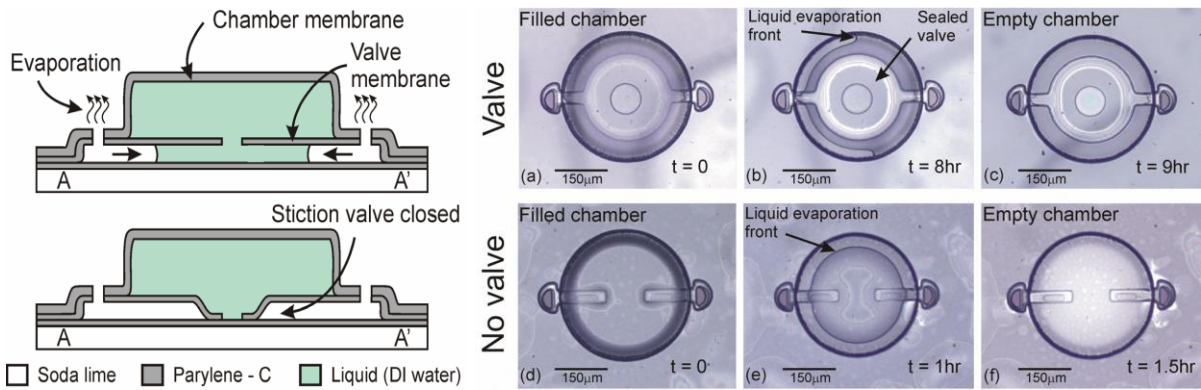 Chamber membrane
Evaporation
Valve
membrane
A
A'
Stiction valve closed
A
A'
Soda lime
Parylene - C
Liquid (DI water)
Valve
Filled chamber
(a)
150μm
t = 0
Liquid evaporation
front
Sealed
valve
(b)
150μm
t = 8hr
Empty chamber
(c)
150μm
t = 9hr
No valve
Filled chamber
(d)
150μm
t = 0
Liquid evaporation
front
(e)
150μm
t = 1hr
Empty chamber
(f)
150μm
t = 1.5hr